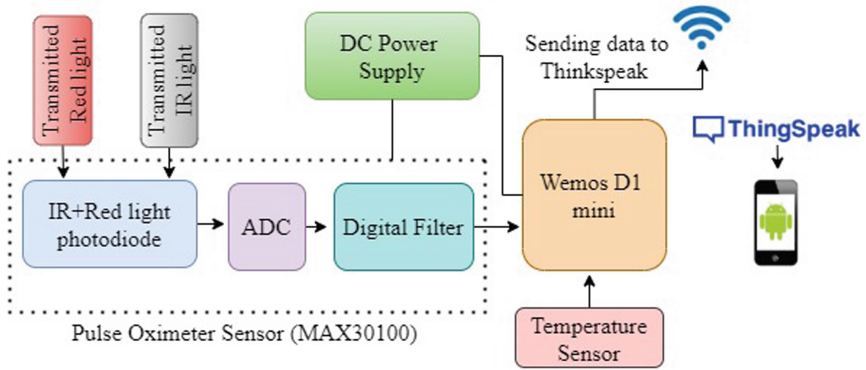 Transmitted
Red light
Transmitted
IR light
DC Power
Supply
Sending data to
Thinkspeak
ThingSpeak
IR+Red light
photodiode
ADC
Digital Filter
Wemos D1
mini
Pulse Oximeter Sensor (MAX30100)
Temperature
Sensor